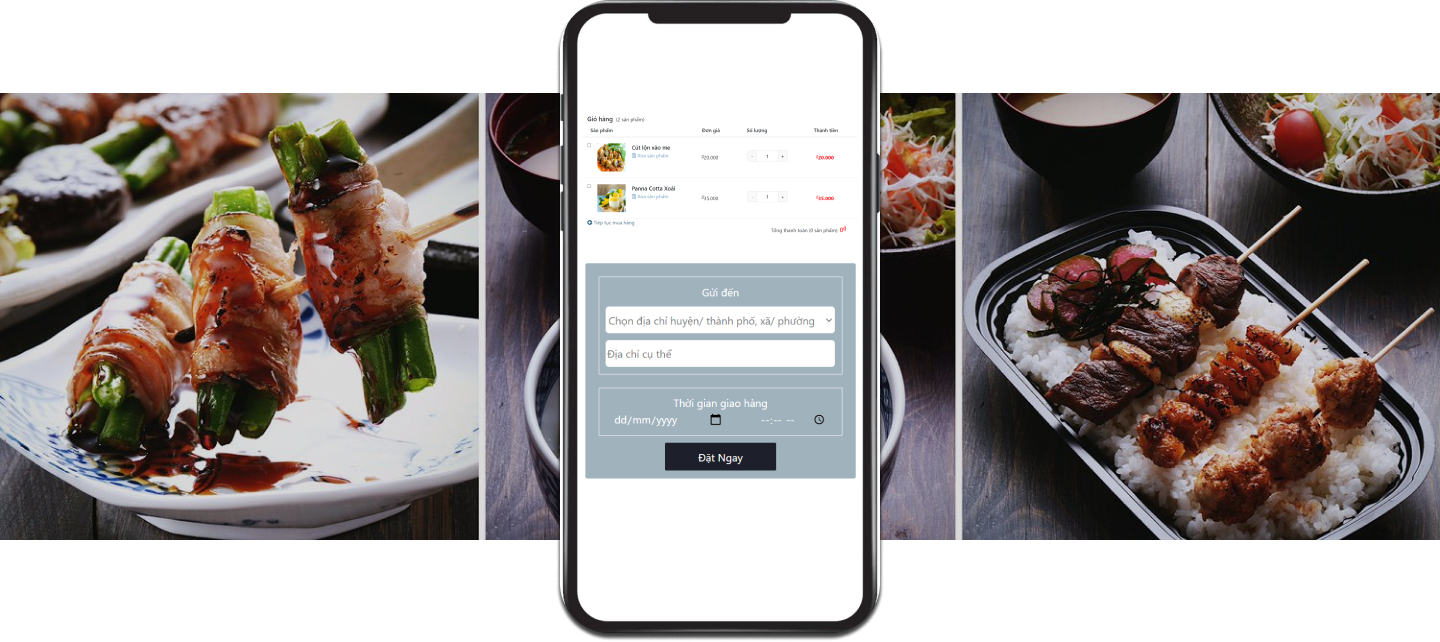 Giỏ hàng (2 sản phẩm)
Sản phẩm Đơn giá Số lượng Thành tiền
Cút lộn xào me
Xóa sản phẩm
₫20.000 - 1 + ₫20.000
Panna Cotta Xoài
Xóa sản phẩm
₫15.000 - 1 + ₫15.000
Tiếp tục mua hàng
Tổng thanh toán (0 sản phẩm) 0₫
Gửi đến
Chọn địa chỉ huyện/ thành phố, xã/ phường
Địa chỉ cụ thể
Thời gian giao hàng
dd/mm/yyyy --:-- --
Đặt Ngay